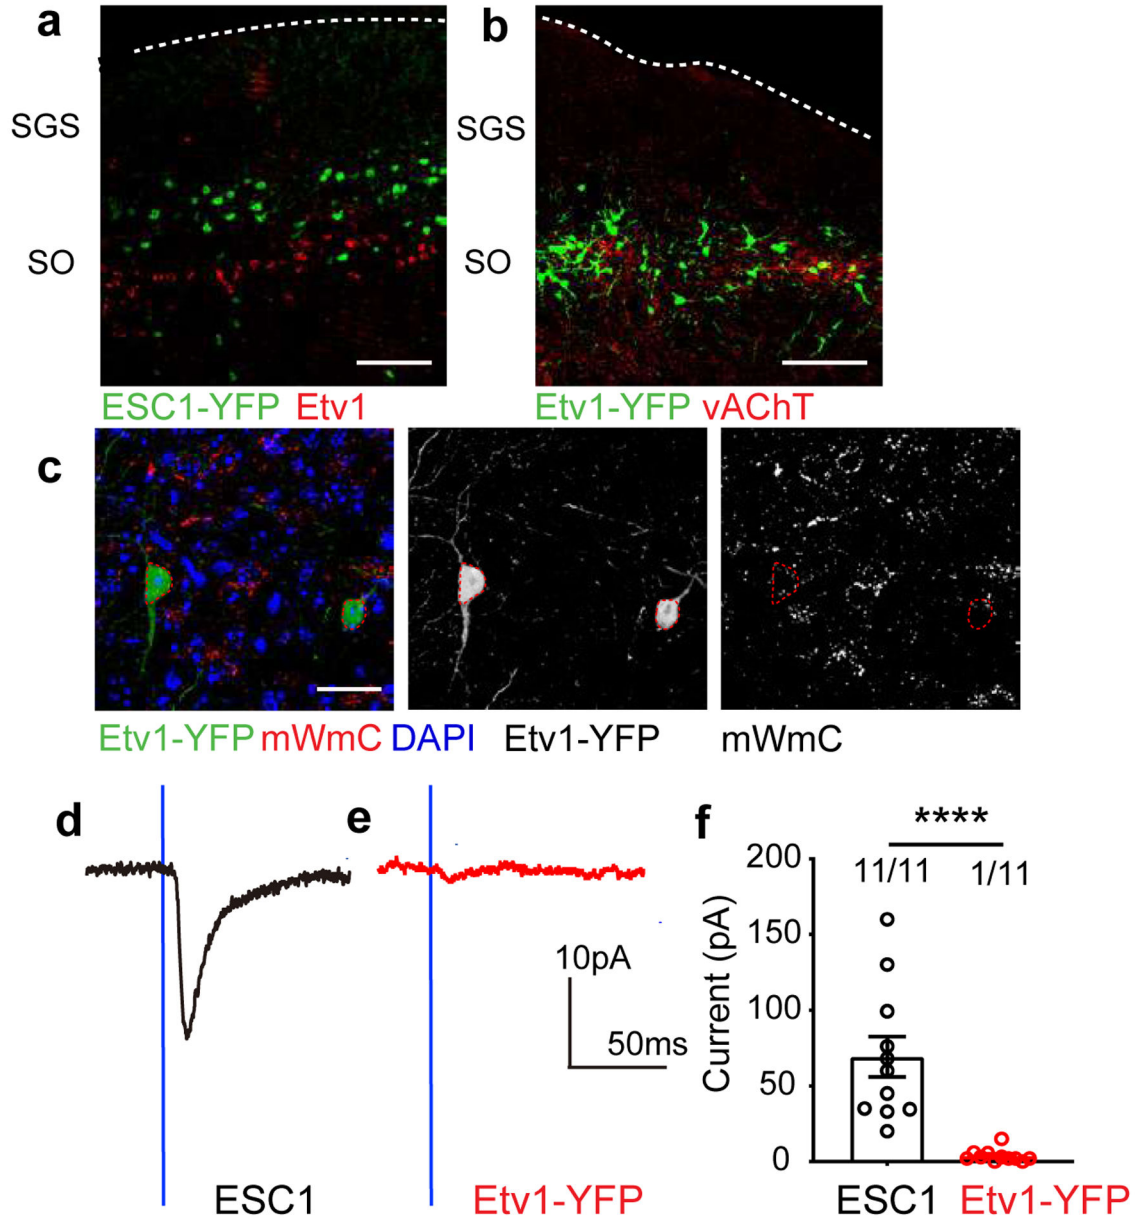 a
SGS
SO
ESC1-YFP Etv1
b
SGS
SO
Etv1-YFP vAChT
c
Etv1-YFP mWmC DAPI
Etv1-YFP
mWmC
d
ESC1
e
Etv1-YFP
10pA
50ms
f
****
11/11 1/11
Current (pA)
200
150
100
50
0
ESC1 Etv1-YFP